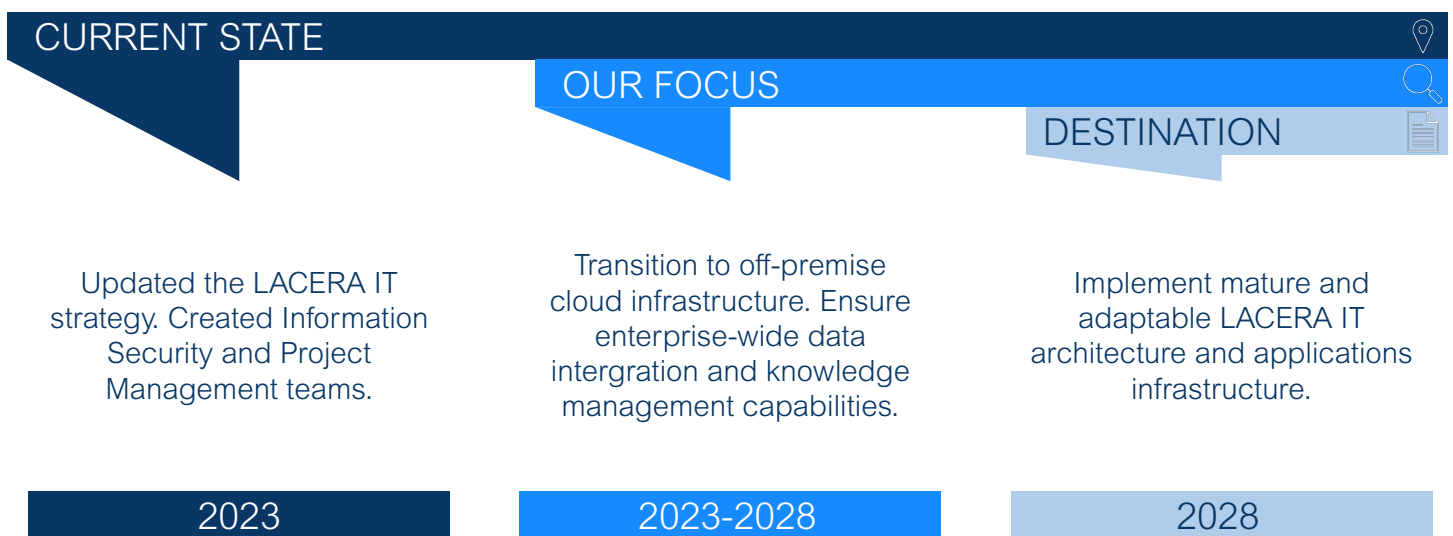 CURRENT STATE
OUR FOCUS
DESTINATION
Updated the LACERA IT
strategy. Created Information
Security and Project
Management teams.
Transition to off-premise
cloud infrastructure. Ensure
enterprise-wide data
intergration and knowledge
management capabilities.
Implement mature and
adaptable LACERA IT
architecture and applications
infrastructure.
2023
2023-2028
2028